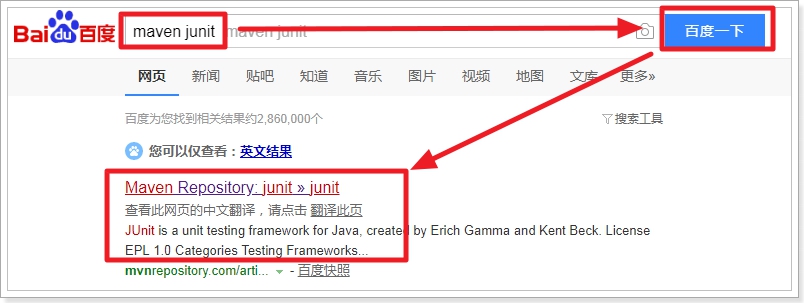 Bai du 百度 maven junit maven junit 百度一下
网页 新闻 贴吧 知道 音乐 图片 视频 地图 文库 更多»
百度为您找到相关结果约2,860,000个 搜索工具
您可以仅查看：英文结果
Maven Repository: junit » junit
查看此网页的中文翻译，请点击 翻译此页
JUnit is a unit testing framework for Java, created by Erich Gamma and Kent Beck. License
EPL 1.0 Categories Testing Frameworks...
mvnrepository.com/arti... - 百度快照